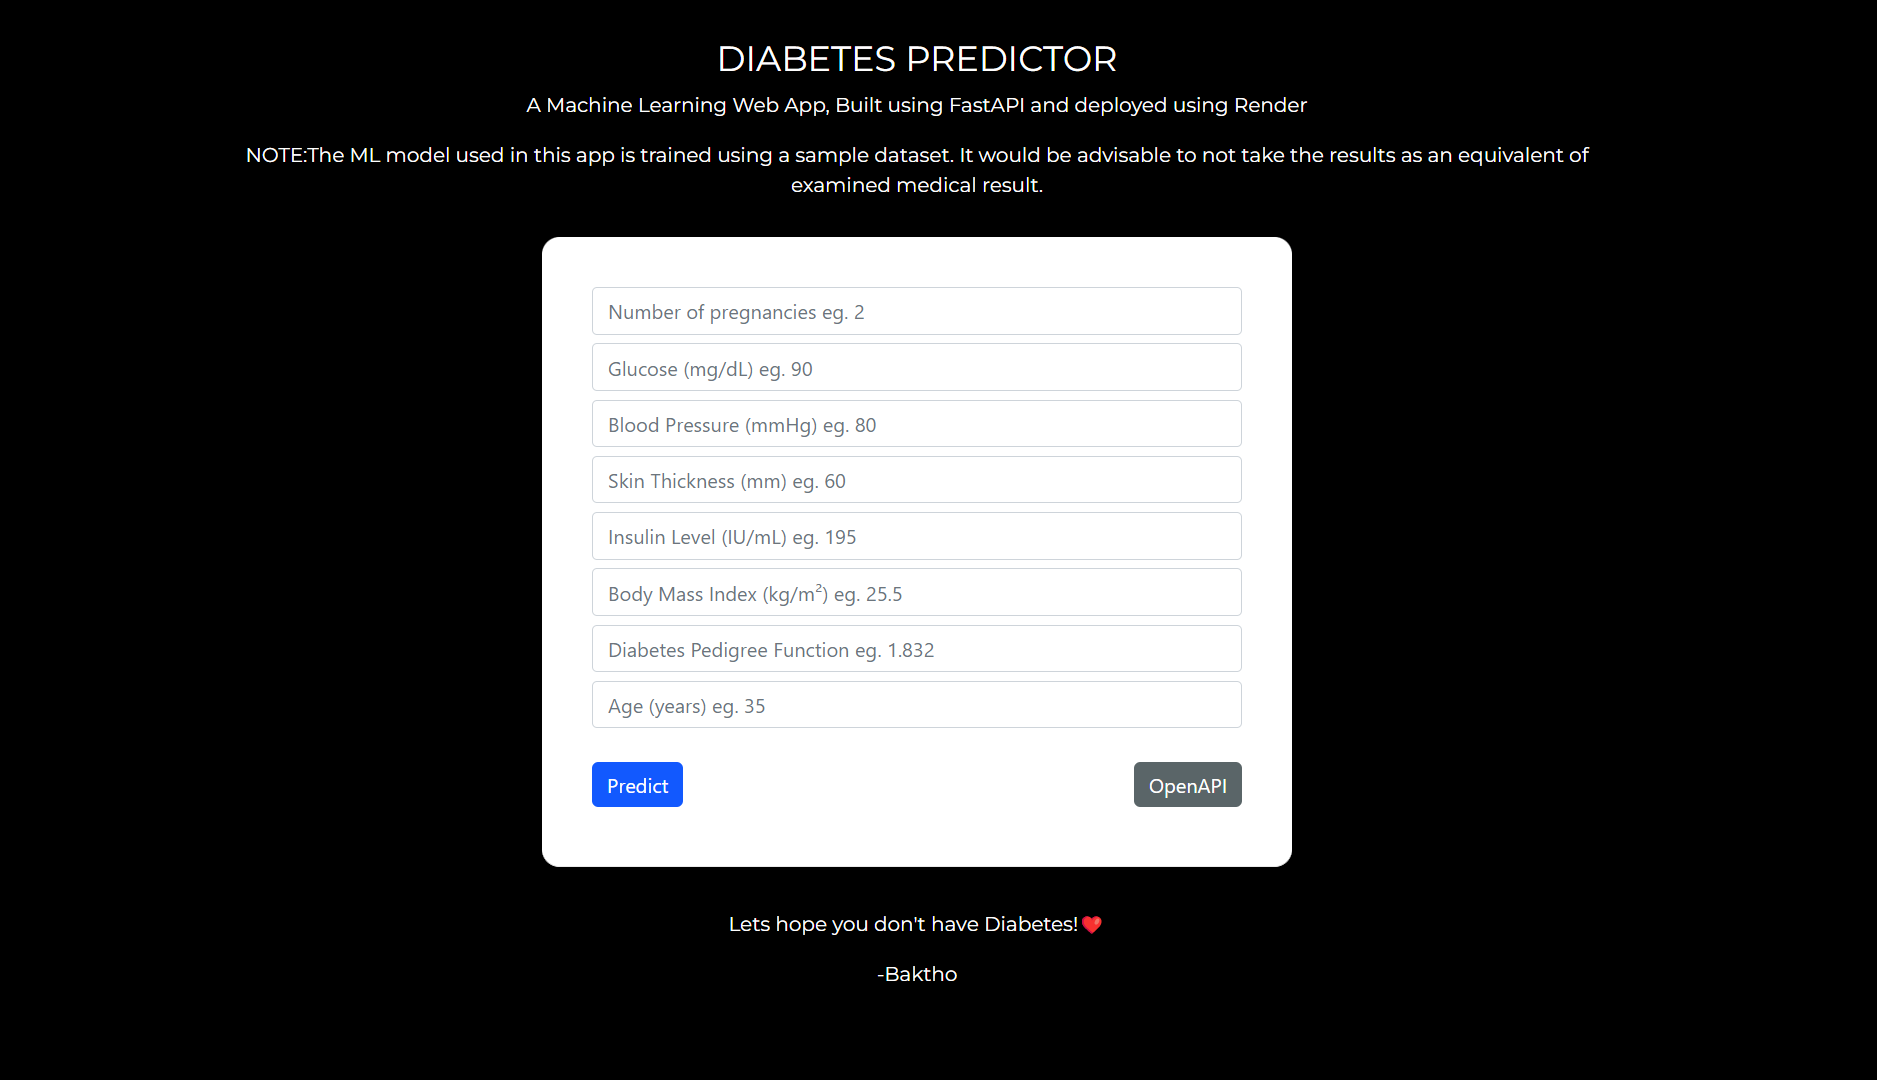 DIABETES PREDICTOR
A Machine Learning Web App, Built using FastAPI and deployed using Render
NOTE:The ML model used in this app is trained using a sample dataset. It would be advisable to not take the results as an equivalent of
examined medical result.
Number of pregnancies eg. 2
Glucose (mg/dL) eg. 90
Blood Pressure (mmHg) eg. 80
Skin Thickness (mm) eg. 60
Insulin Level (IU/mL) eg. 195
Body Mass Index (kg/m²) eg. 25.5
Diabetes Pedigree Function eg. 1.832
Age (years) eg. 35
Predict
OpenAPI
Lets hope you don't have Diabetes!❤️
-Baktho